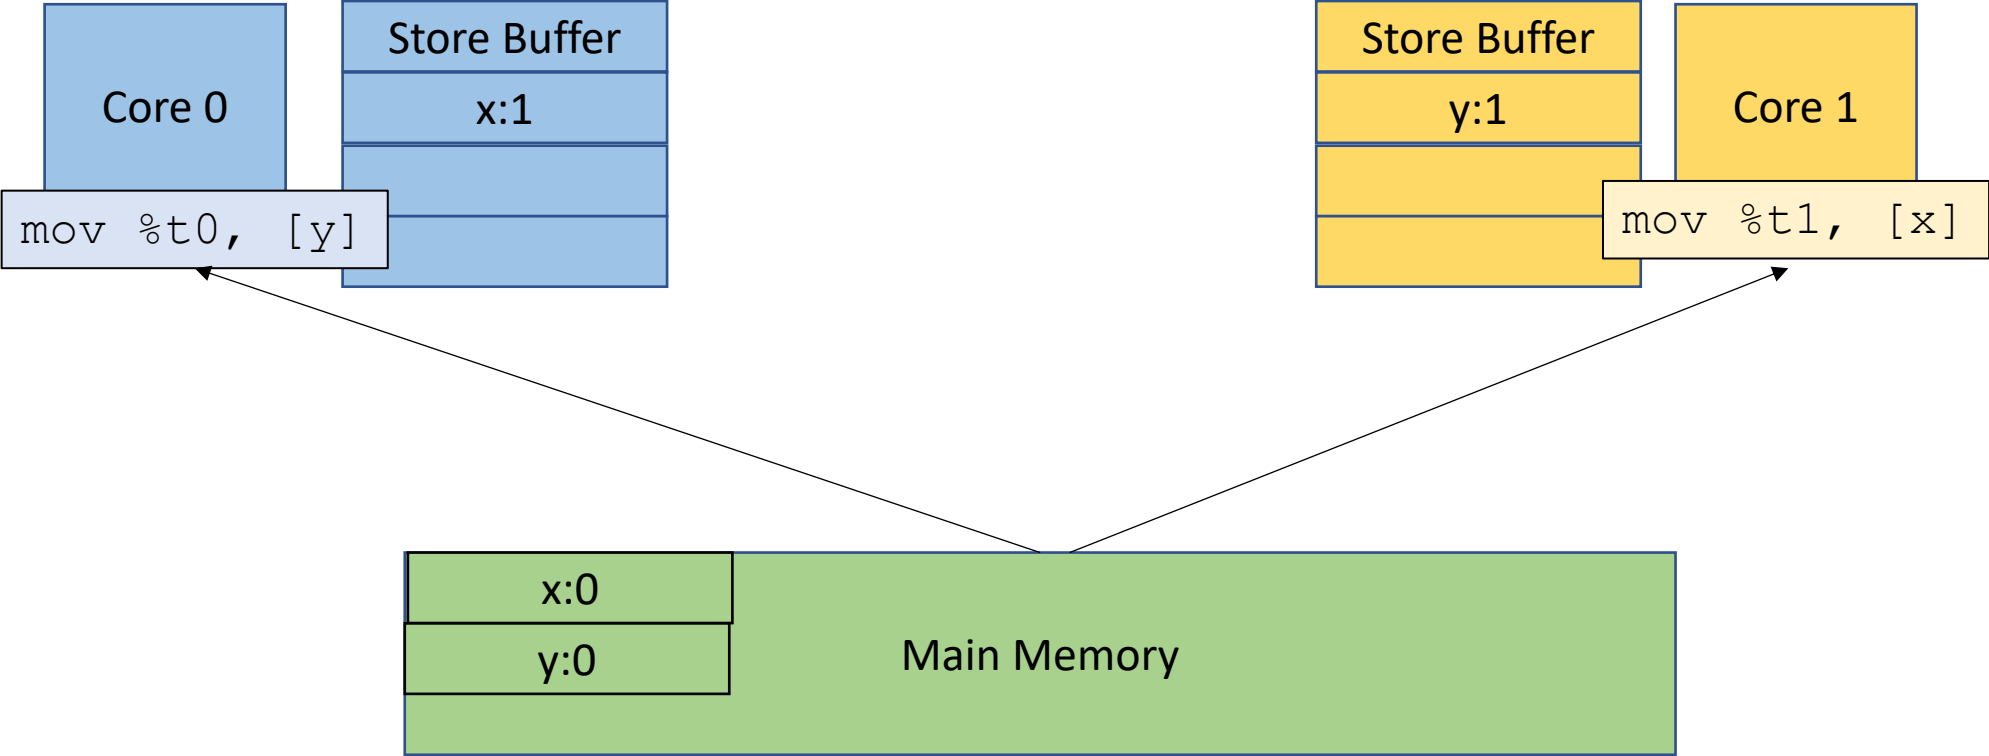 Core 0
Store Buffer
x:1
mov %t0, [y]
Store Buffer
y:1
Core 1
mov %t1, [x]
x:0
y:0
Main Memory